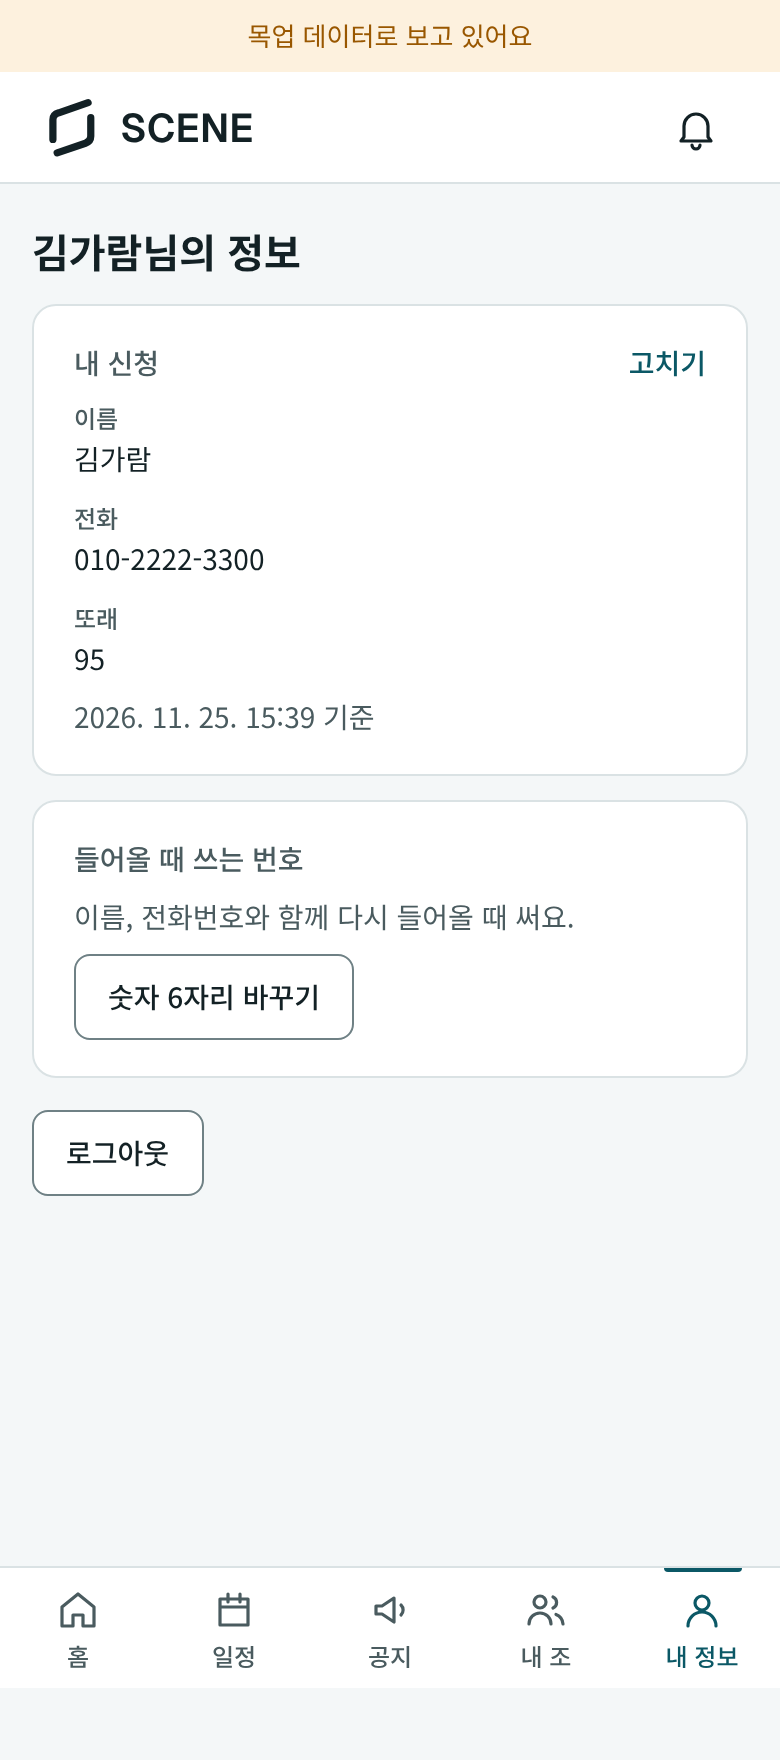 목업 데이터로 보고 있어요
SCENE
김가람님의 정보
내 신청
고치기
이름
김가람
전화
010-2222-3300
또래
95
2026. 11. 25. 15:39 기준
들어올 때 쓰는 번호
이름, 전화번호와 함께 다시 들어올 때 써요.
숫자 6자리 바꾸기
로그아웃
홈
일정
공지
내 조
내 정보